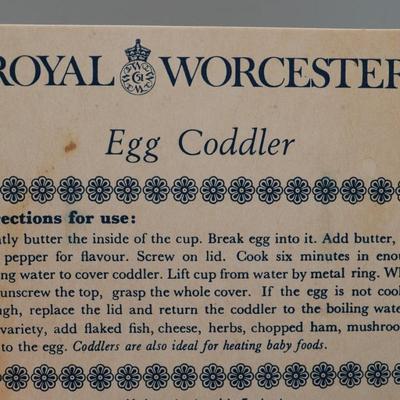 ROYAL WORCESTER
Egg Coddler
ections for use:
tly butter the inside of the cup. Break egg into it. Add butter,
pepper for flavour. Screw on lid. Cook six minutes in enou
ng water to cover coddler. Lift cup from water by metal ring. Wh
unscrew the top, grasp the whole cover. If the egg is not cook
gh, replace the lid and return the coddler to the boiling wate
variety, add flaked fish, cheese, herbs, chopped ham, mushroo
to the egg. Coddlers are also ideal for heating baby foods.